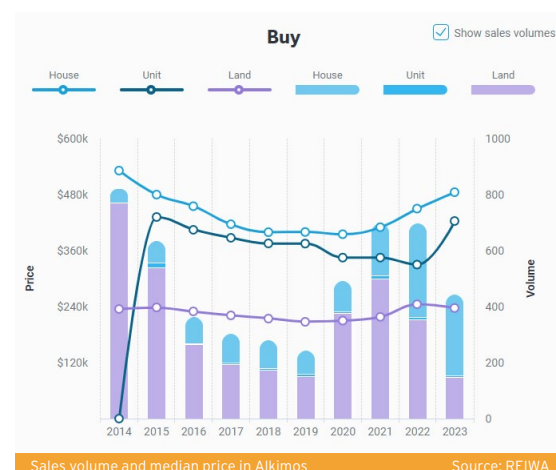 Buy
Show sales volumes
House Unit Land House Unit Land
$600k 1000
$480k 800
$360k 600
$240k 400
$120k 200
0
Price
Volume
2014 2015 2016 2017 2018 2019 2020 2021 2022 2023
Sales volume and median price in Alkimos Source: REIWA